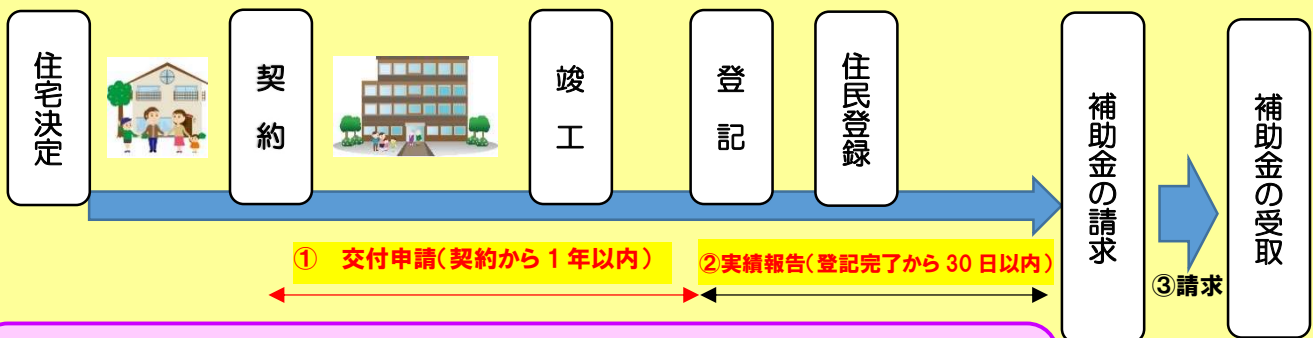 住宅決定
契約
竣工
登記
住民登録
補助金の請求
補助金の受取
① 交付申請（契約から1年以内）
②実績報告（登記完了から30日以内）
③請求